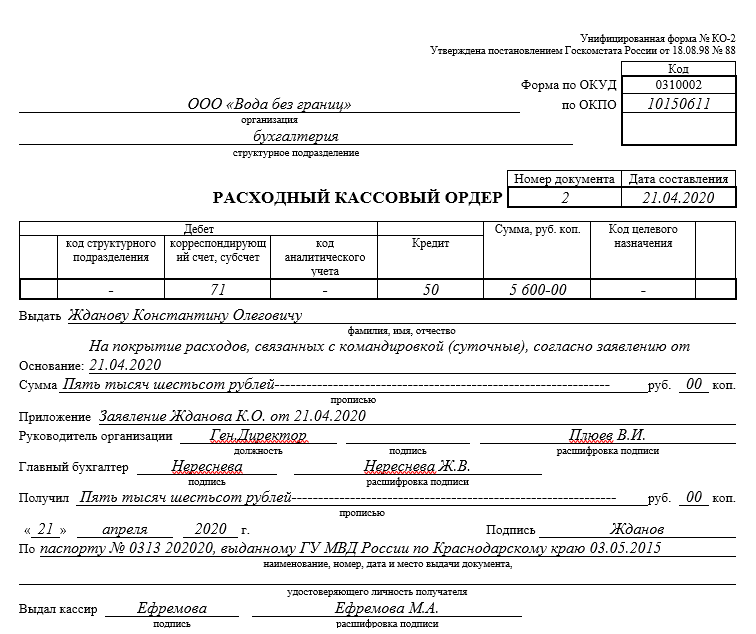 Унифицированная форма № КО-2
Утверждена постановлением Госкомстата России от 18.08.98 № 88
Код
Форма по ОКУД 0310002
ООО «Вода без границ» по ОКПО 10150611
организация
бухгалтерия
структурное подразделение
Номер документа Дата составления
РАСХОДНЫЙ КАССОВЫЙ ОРДЕР 2 21.04.2020
Дебет Кредит Сумма, руб. коп. Код целевого назначения
код структурного подразделения корреспондирующ ий счет, субсчет код аналитического учета
- 71 - 50 5 600-00 -
Выдать Жданову Константину Олеговичу
фамилия, имя, отчество
На покрытие расходов, связанных с командировкой (суточные), согласно заявлению от
Основание: 21.04.2020
Сумма Пять тысяч шестьсот рублей---------------------------------------------------------------- руб. 00 коп.
прописью
Приложение Заявление Жданова К.О. от 21.04.2020
Руководитель организации Ген.Директор Плюев В.И.
должность подпись расшифровка подписи
Главный бухгалтер Нереснева Нереснева Ж.В.
подпись расшифровка подписи
Получил Пять тысяч шестьсот рублей-------------------------------------------------------------- руб. 00 коп.
прописью
« 21 » апреля 2020 г. Подпись Жданов
По паспорту № 0313 202020, выданному ГУ МВД России по Краснодарскому краю 03.05.2015
наименование, номер, дата и место выдачи документа,
удостоверяющего личность получателя
Выдал кассир Ефремова Ефремова М.А.
подпись расшифровка подписи